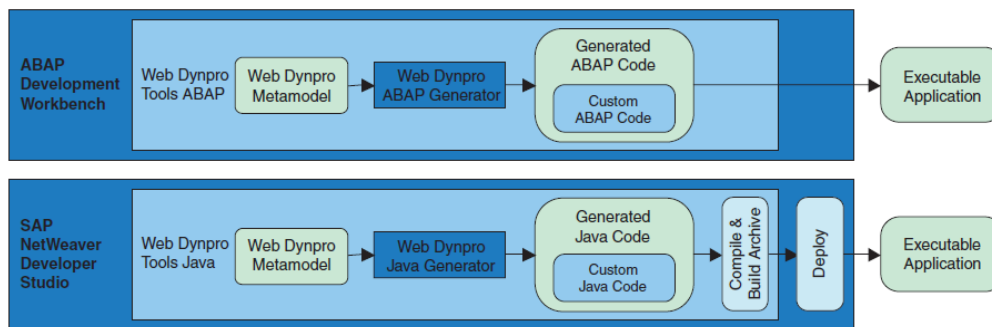 ABAP
Development
Workbench
Web Dynpro
Tools ABAP
Web Dynpro
Metamodel
Web Dynpro
ABAP Generator
Generated
ABAP Code
Custom
ABAP Code
Executable
Application
SAP
NetWeaver
Developer
Studio
Web Dynpro
Tools Java
Web Dynpro
Metamodel
Web Dynpro
Java Generator
Generated
Java Code
Custom
Java Code
Compile &
Build Archive
Deploy
Executable
Application